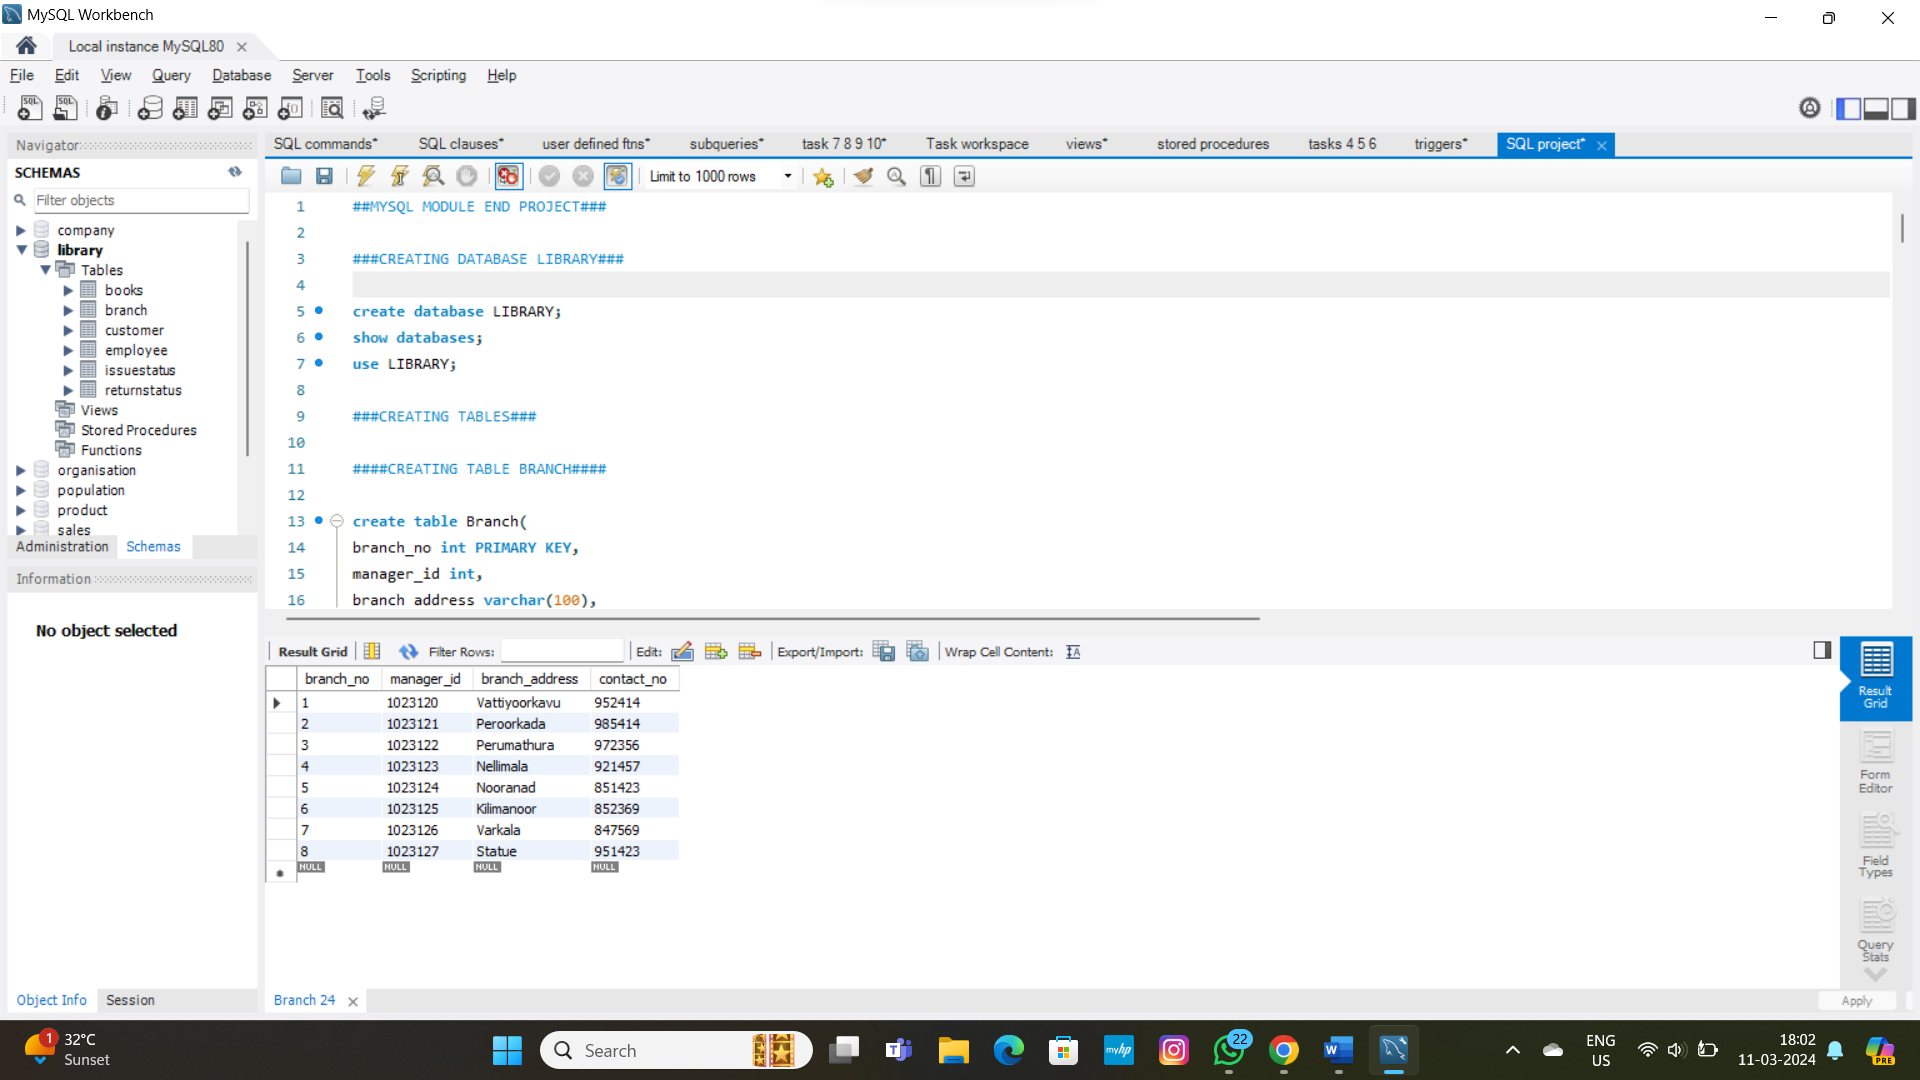 MySQL Workbench
Local instance MySQL80
File Edit View Query Database Server Tools Scripting Help
Navigator
SCHEMAS
Filter objects
company
library
Tables
books
branch
customer
employee
issuestatus
returnstatus
Views
Stored Procedures
Functions
organisation
population
product
sales
Administration Schemas
Information
No object selected
Object Info Session
SQL commands* SQL clauses* user defined ftns* subqueries* task 7 8 9 10* Task workspace views* stored procedures tasks 4 5 6 triggers* SQL project*
Limit to 1000 rows
1 ##MYSQL MODULE END PROJECT###
2
3 ###CREATING DATABASE LIBRARY###
4
5 create database LIBRARY;
6 show databases;
7 use LIBRARY;
8
9 ###CREATING TABLES###
10
11 ####CREATING TABLE BRANCH####
12
13 create table Branch(
14 branch_no int PRIMARY KEY,
15 manager_id int,
16 branch address varchar(100),
Result Grid Filter Rows: Edit: Export/Import: Wrap Cell Content:
branch_no manager_id branch_address contact_no
1 1023120 Vattiyoorkavu 952414
2 1023121 Peroorkada 985414
3 1023122 Perumathura 972356
4 1023123 Nellimala 921457
5 1023124 Nooranad 851423
6 1023125 Kilimanoor 852369
7 1023126 Varkala 847569
8 1023127 Statue 951423
NULL NULL NULL NULL
Result
Grid
Form
Editor
Field
Types
Query
Stats
Branch 24
Apply
1
32°C
Sunset
Search
myhp
22
ENG
US
18:02
11-03-2024
PRE